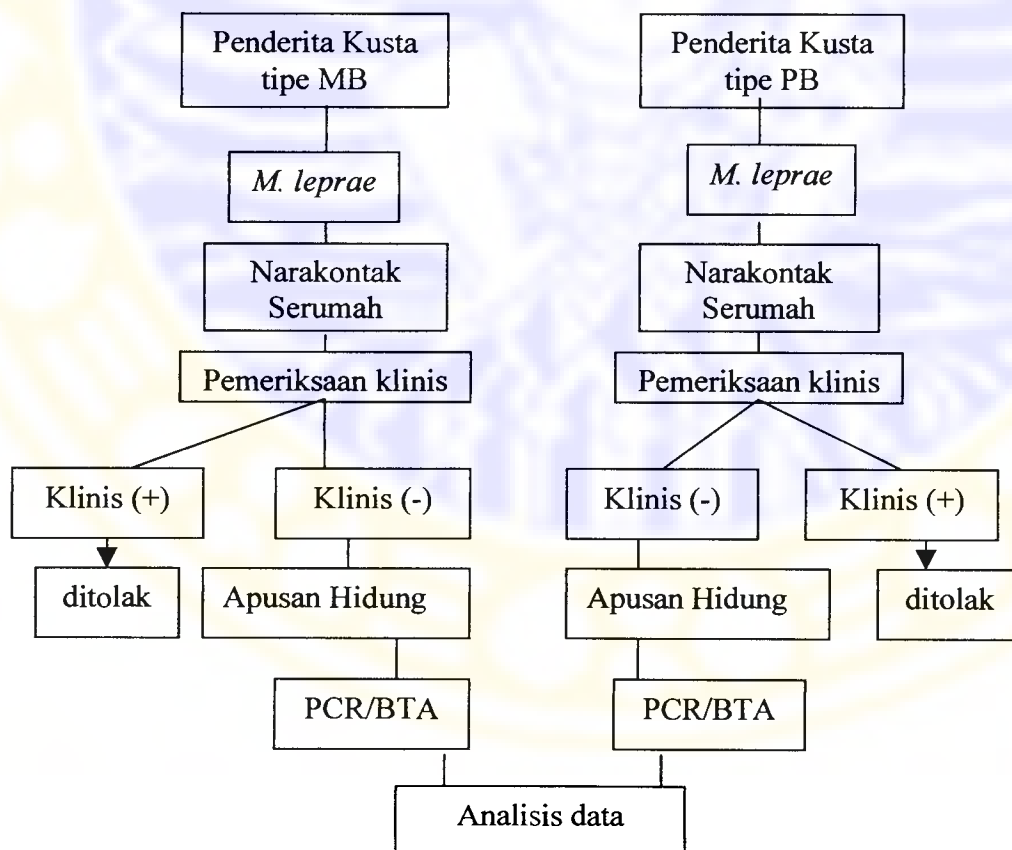 Penderita Kusta
tipe MB
Penderita Kusta
tipe PB
M. leprae
M. leprae
Narakontak
Serumah
Narakontak
Serumah
Pemeriksaan klinis
Pemeriksaan klinis
Klinis (+)
Klinis (-)
Klinis (-)
Klinis (+)
ditolak
Apusan Hidung
Apusan Hidung
ditolak
PCR/BTA
PCR/BTA
Analisis data